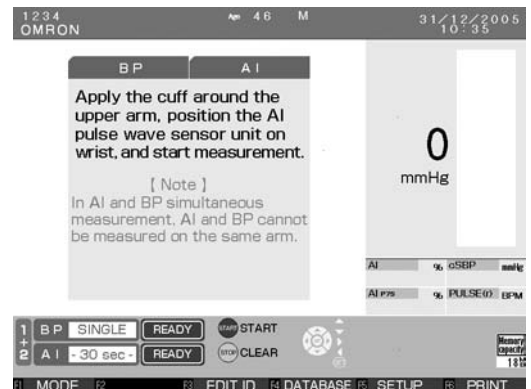 1234
OMRON
Age 46 M
31/12/2005
10:35
BP
AI
Apply the cuff around the
upper arm, position the AI
pulse wave sensor unit on
wrist, and start measurement.
[ Note ]
In AI and BP simultaneous
measurement, AI and BP cannot
be measured on the same arm.
0
mmHg
AI % cSBP mmHg
AI P75 % PULSE(r) BPM
1 BP SINGLE READY START START
+
2 AI - 30 sec - READY STOP CLEAR
Memory
capacity
F1 MODE F2 F3 EDIT ID F4 DATABASE F5 SETUP F6 PRINT